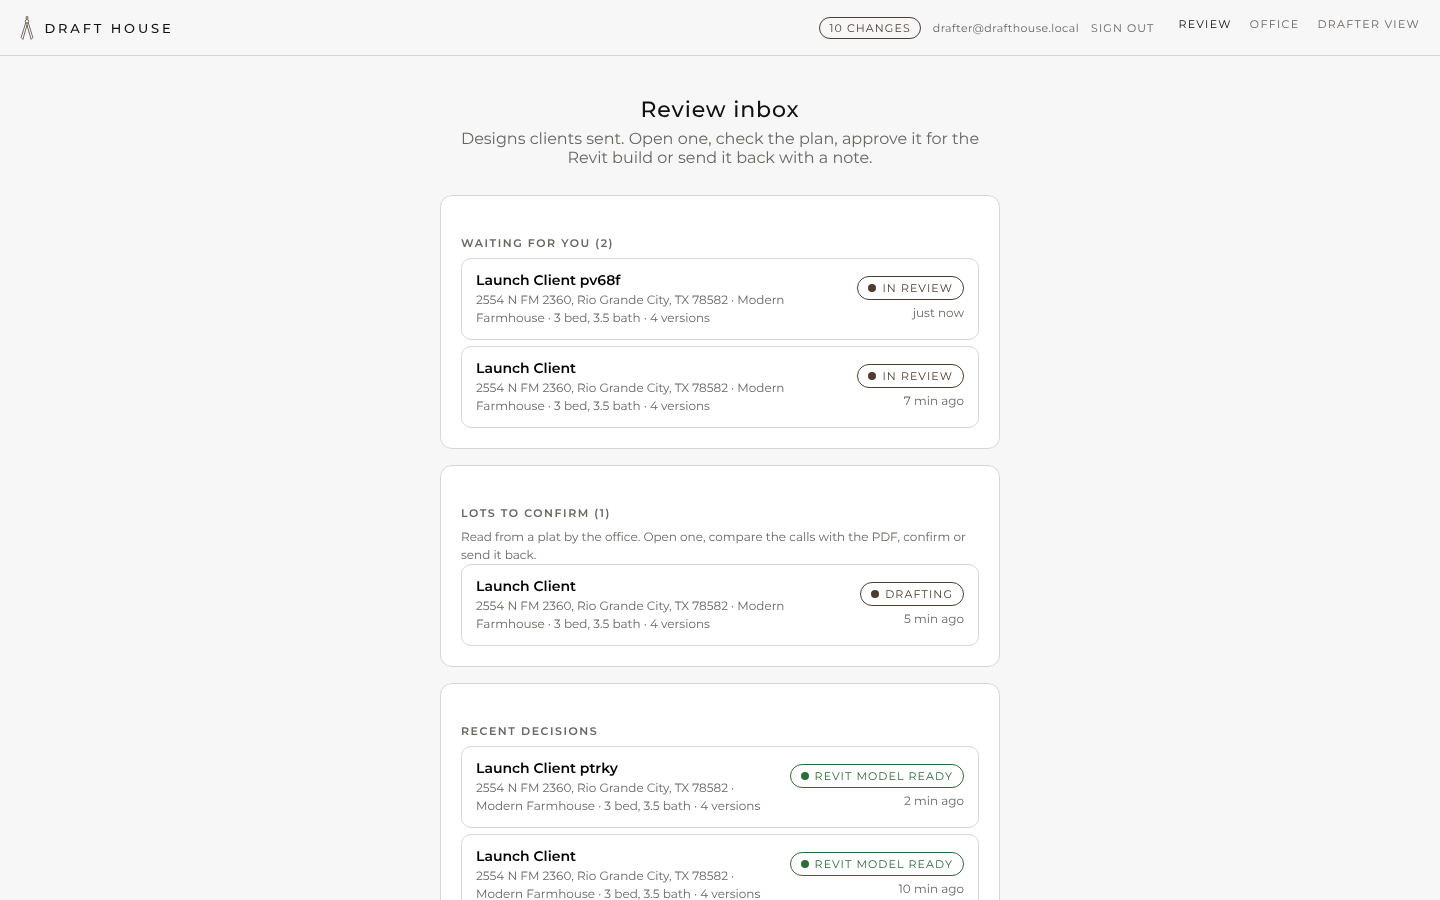 DRAFT HOUSE
10 CHANGES drafter@drafthouse.local SIGN OUT REVIEW OFFICE DRAFTER VIEW
Review inbox
Designs clients sent. Open one, check the plan, approve it for the
Revit build or send it back with a note.
WAITING FOR YOU (2)
Launch Client pv68f
2554 N FM 2360, Rio Grande City, TX 78582 · Modern
Farmhouse · 3 bed, 3.5 bath · 4 versions
IN REVIEW
just now
Launch Client
2554 N FM 2360, Rio Grande City, TX 78582 · Modern
Farmhouse · 3 bed, 3.5 bath · 4 versions
IN REVIEW
7 min ago
LOTS TO CONFIRM (1)
Read from a plat by the office. Open one, compare the calls with the PDF, confirm or
send it back.
Launch Client
2554 N FM 2360, Rio Grande City, TX 78582 · Modern
Farmhouse · 3 bed, 3.5 bath · 4 versions
DRAFTING
5 min ago
RECENT DECISIONS
Launch Client ptrky
2554 N FM 2360, Rio Grande City, TX 78582 ·
Modern Farmhouse · 3 bed, 3.5 bath · 4 versions
REVIT MODEL READY
2 min ago
Launch Client
2554 N FM 2360, Rio Grande City, TX 78582 ·
Modern Farmhouse · 3 bed, 3.5 bath · 4 versions
REVIT MODEL READY
10 min ago